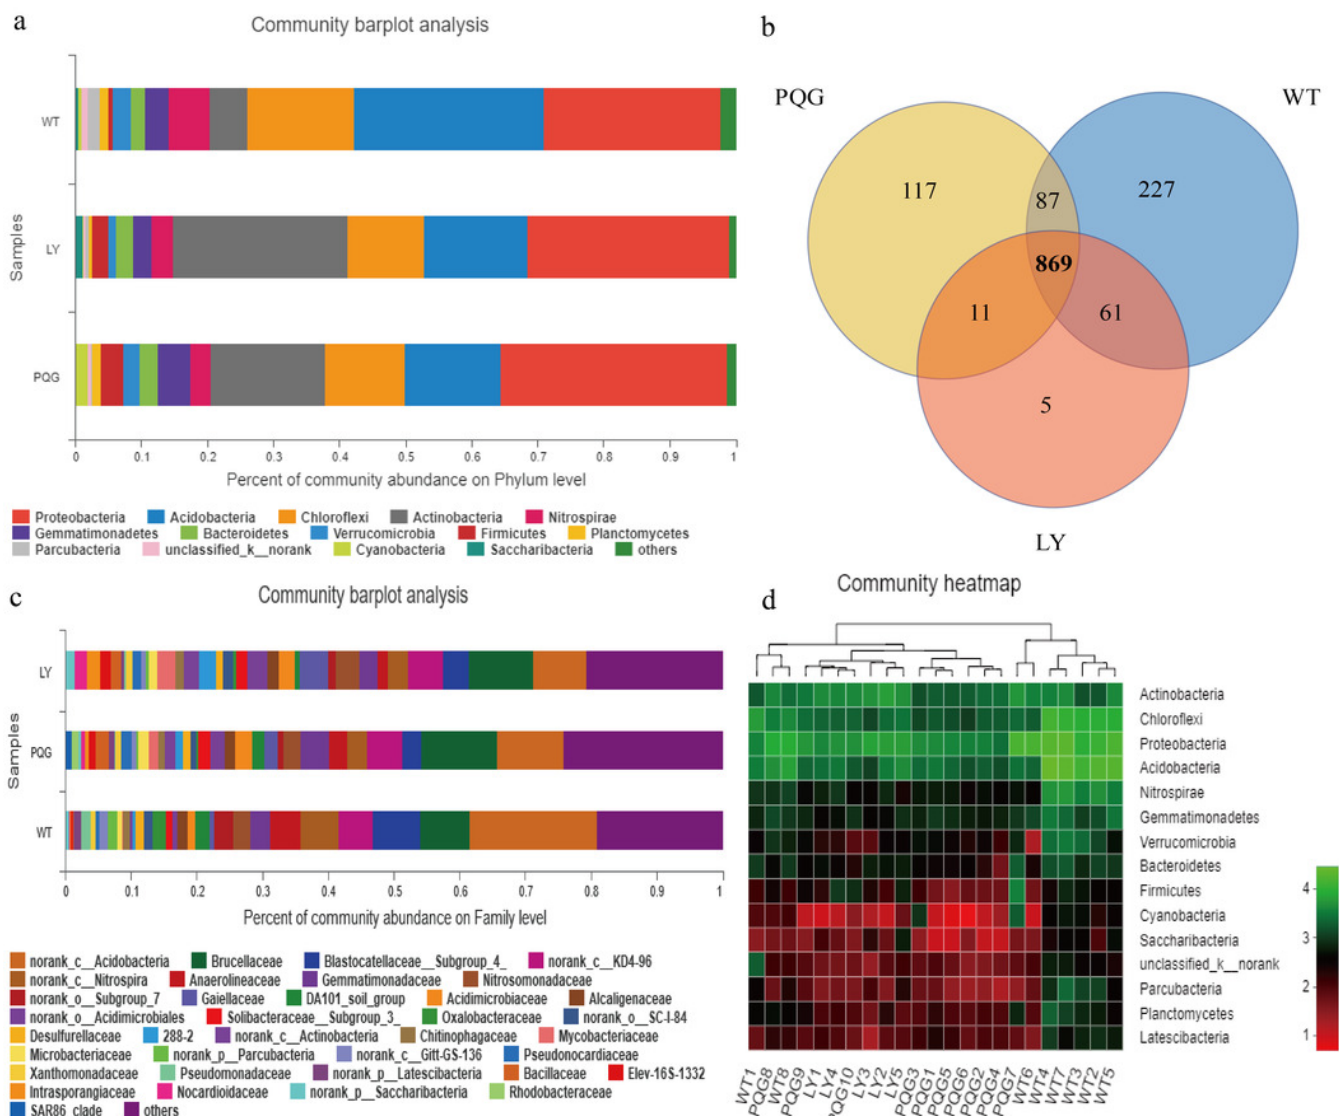 a
Community barplot analysis
WT
LY
PQG
Samples
0 0.1 0.2 0.3 0.4 0.5 0.6 0.7 0.8 0.9 1
Percent of community abundance on Phylum level
Proteobacteria Acidobacteria Chloroflexi Actinobacteria Nitrospirae
Gemmatimonadetes Bacteroidetes Verrucomicrobia Firmicutes Planctomycetes
Parcubacteria unclassified_k__norank Cyanobacteria Saccharibacteria others
b
PQG
WT
117
87
227
869
11
61
5
LY
c
Community barplot analysis
LY
PQG
WT
Samples
0 0.1 0.2 0.3 0.4 0.5 0.6 0.7 0.8 0.9 1
Percent of community abundance on Family level
norank_c__Acidobacteria Brucellaceae Blastocatellaceae__Subgroup_4_ norank_c__KD4-96
norank_c__Nitrospira Anaerolineaceae Gemmatimonadaceae Nitrosomonadaceae
norank_o__Subgroup_7 Gaiellaceae DA101_soil_group Acidimicrobiaceae Alcaligenaceae
norank_o__Acidimicrobiales Solibacteraceae__Subgroup_3_ Oxalobacteraceae norank_o__SC-I-84
Desulfurellaceae 288-2 norank_c__Actinobacteria Chitinophagaceae Mycobacteriaceae
Microbacteriaceae norank_p__Parcubacteria norank_c__Gitt-GS-136 Pseudonocardiaceae
Xanthomonadaceae Pseudomonadaceae norank_p__Latescibacteria Bacillaceae Elev-16S-1332
Intrasporangiaceae Nocardioidaceae norank_p__Saccharibacteria Rhodobacteraceae
SAR86_clade others
d
Community heatmap
Actinobacteria
Chloroflexi
Proteobacteria
Acidobacteria
Nitrospirae
Gemmatimonadetes
Verrucomicrobia
Bacteroidetes
Firmicutes
Cyanobacteria
Saccharibacteria
unclassified_k__norank
Parcubacteria
Planctomycetes
Latescibacteria
WT1 PQG8 WT8 PQG9 LY1 LY4 PQG10 LY3 LY2 LY5 PQG3 PQG1 PQG5 PQG6 PQG2 PQG4 PQG7 WT6 WT4 WT7 WT3 WT2 WT5
4
3
2
1